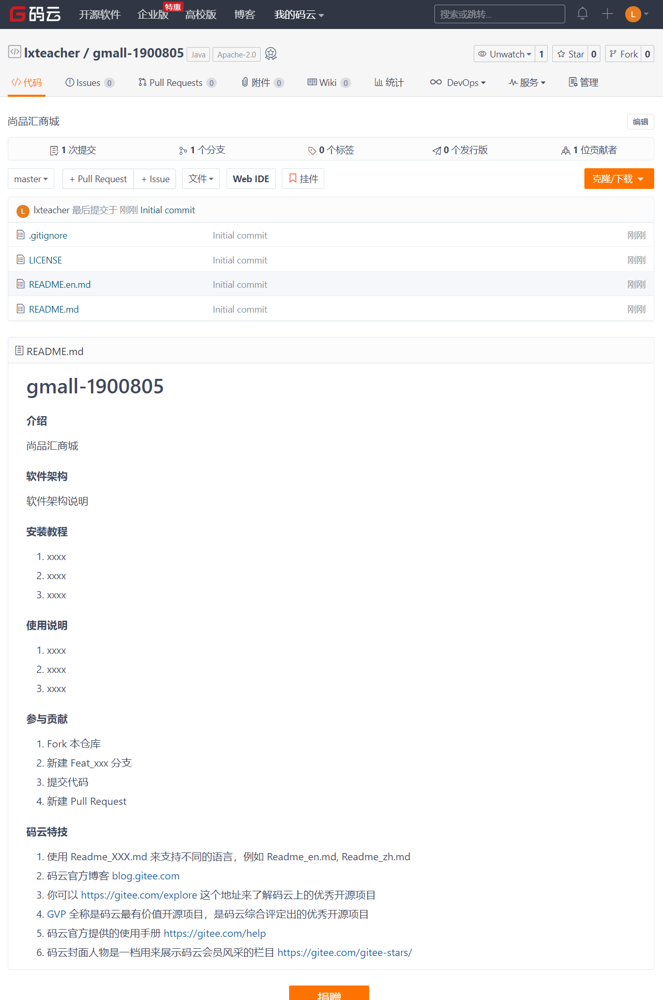 G 码云 开源软件 企业版 特惠 高校版 博客 我的码云 搜索或跳转... L
lxteacher / gmall-1900805 Java Apache-2.0 Unwatch 1 Star 0 Fork 0
代码 Issues 0 Pull Requests 0 附件 0 Wiki 0 统计 DevOps 服务 管理
尚品汇商城 编辑
1 次提交 1 个分支 0 个标签 0 个发行版 1 位贡献者
master + Pull Request + Issue 文件 Web IDE 挂件 克隆/下载
L lxteacher 最后提交于 刚刚 Initial commit
.gitignore Initial commit 刚刚
LICENSE Initial commit 刚刚
README.en.md Initial commit 刚刚
README.md Initial commit 刚刚
README.md
gmall-1900805
介绍
尚品汇商城
软件架构
软件架构说明
安装教程
1. xxxx
2. xxxx
3. xxxx
使用说明
1. xxxx
2. xxxx
3. xxxx
参与贡献
1. Fork 本仓库
2. 新建 Feat_xxx 分支
3. 提交代码
4. 新建 Pull Request
码云特技
1. 使用 Readme_XXX.md 来支持不同的语言，例如 Readme_en.md, Readme_zh.md
2. 码云官方博客 blog.gitee.com
3. 你可以 https://gitee.com/explore 这个地址来了解码云上的优秀开源项目
4. GVP 全称是码云最有价值开源项目，是码云综合评定出的优秀开源项目
5. 码云官方提供的使用手册 https://gitee.com/help
6. 码云封面人物是一档用来展示码云会员风采的栏目 https://gitee.com/gitee-stars/
捐赠